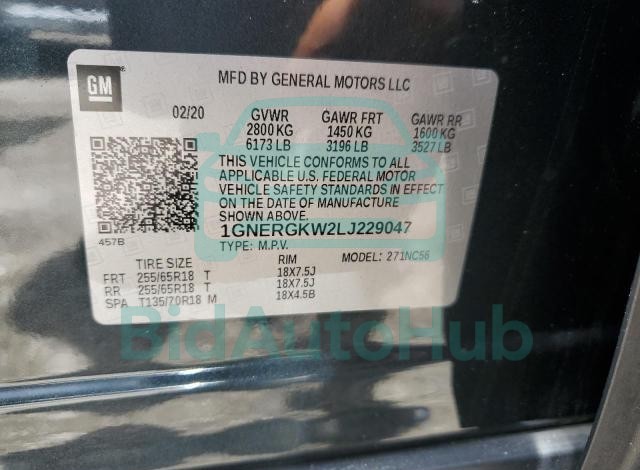 GM
MFD BY GENERAL MOTORS LLC
02/20 GVWR GAWR FRT GAWR RR
2800 KG 1450 KG 1600 KG
6173 LB 3196 LB 3527 LB
THIS VEHICLE CONFORMS TO ALL
APPLICABLE U.S. FEDERAL MOTOR
VEHICLE SAFETY STANDARDS IN EFFECT
ON THE DATE OF MANUFACTURE
SHOWN ABOVE.
457B
1GNERGKW2LJ229047
TYPE: M.P.V. MODEL: 271NC56
TIRE SIZE RIM
FRT 255/65R18 T 18X7.5J
RR 255/65R18 T 18X7.5J
SPA T135/70R18 M 18X4.5B
BidAutoHub